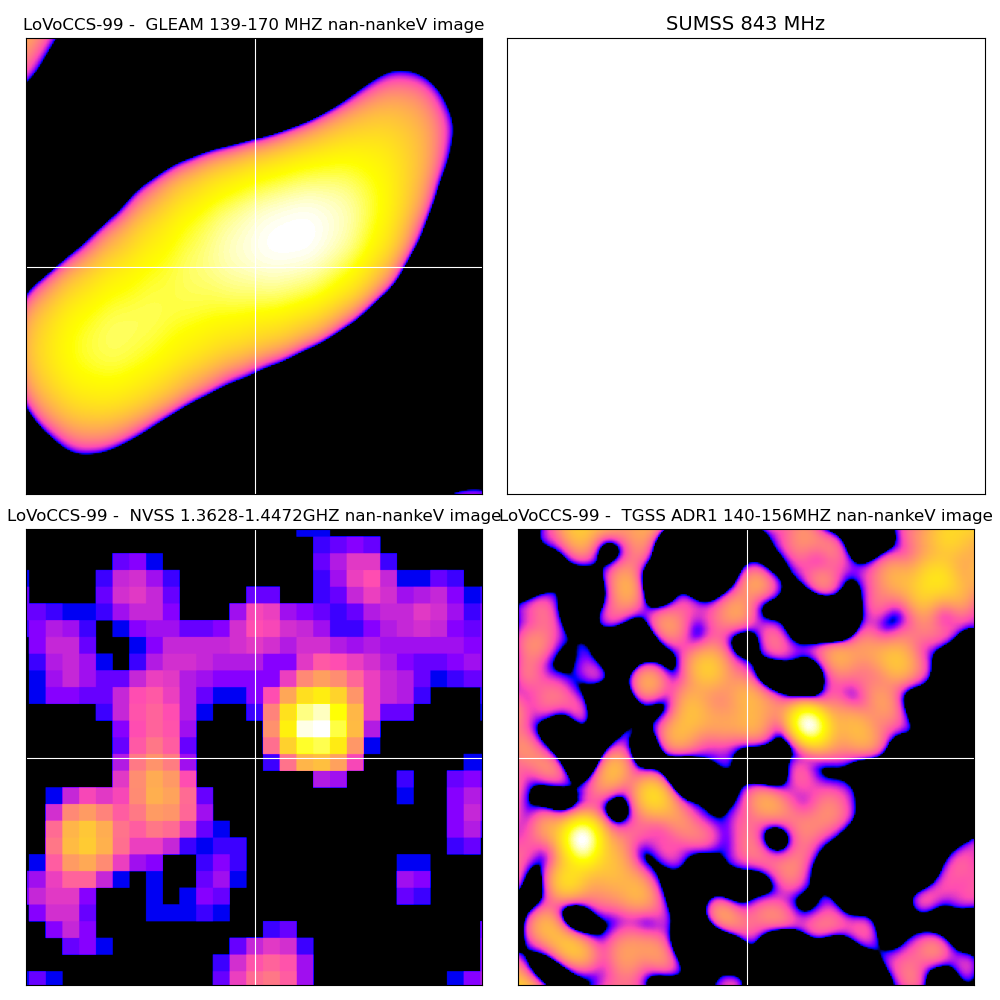 LoVoCCS-99 - GLEAM 139-170 MHZ nan-nankeV image
SUMSS 843 MHz
LoVoCCS-99 - NVSS 1.3628-1.4472GHZ nan-nankeV image
LoVoCCS-99 - TGSS ADR1 140-156MHZ nan-nankeV image